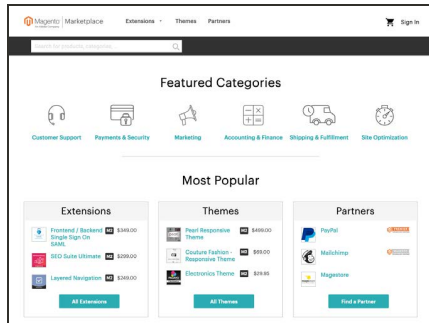 Magento Marketplace
Extensions
Themes
Partners
Sign In
Featured Categories
Customer Support
Payments & Security
Marketing
Accounting & Finance
Shipping & Fulfillment
Site Optimization
Most Popular
Extensions
Frontend / Backend M2 $349.00
Single Sign On
SAML
SEO Suite Ultimate M2 $299.00
Layered Navigation M2 $249.00
All Extensions
Themes
Pearl Responsive M2 $499.00
Theme
Couture Fashion - M2 $69.00
Responsive Theme
Electronics Theme M2 $29.95
All Themes
Partners
PayPal
Mailchimp
Magestore
Find a Partner